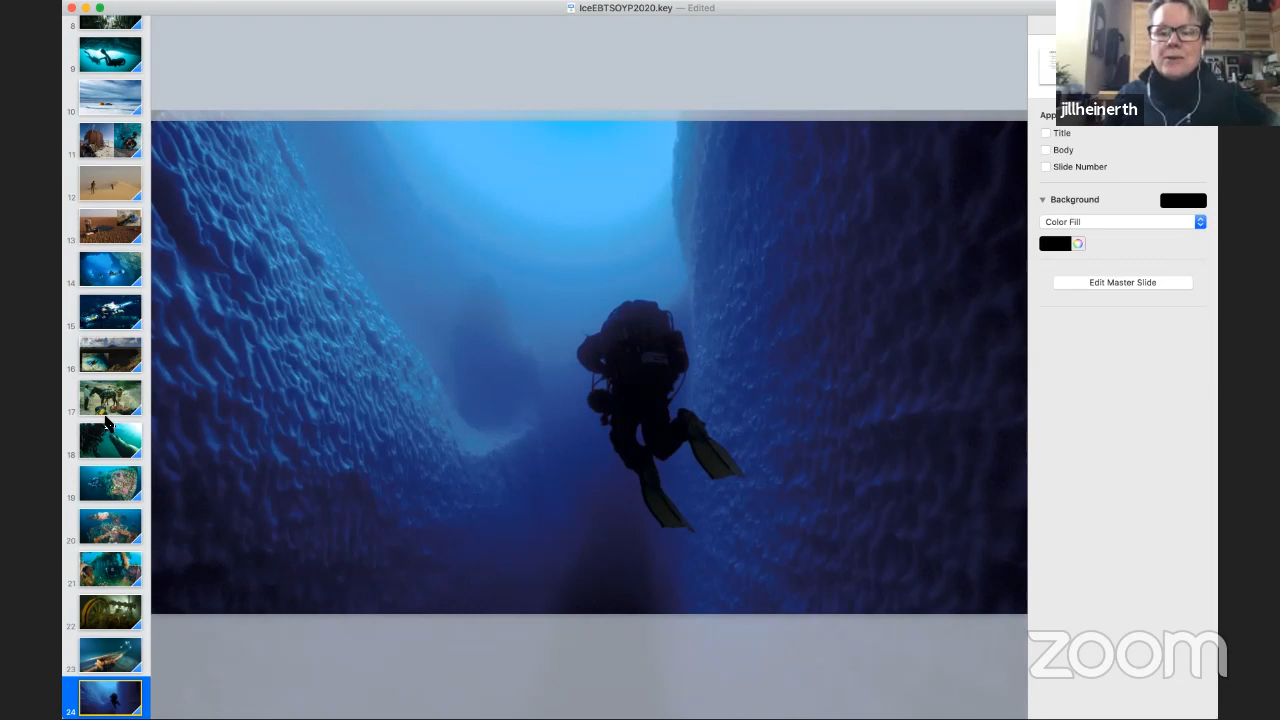 IceEBTSOYP2020.key — Edited
8
9
10
11
12
13
14
15
16
17
18
19
20
21
22
23
24
jillheinerth
App
Title
Body
Slide Number
Background
Color Fill
Edit Master Slide
zoom